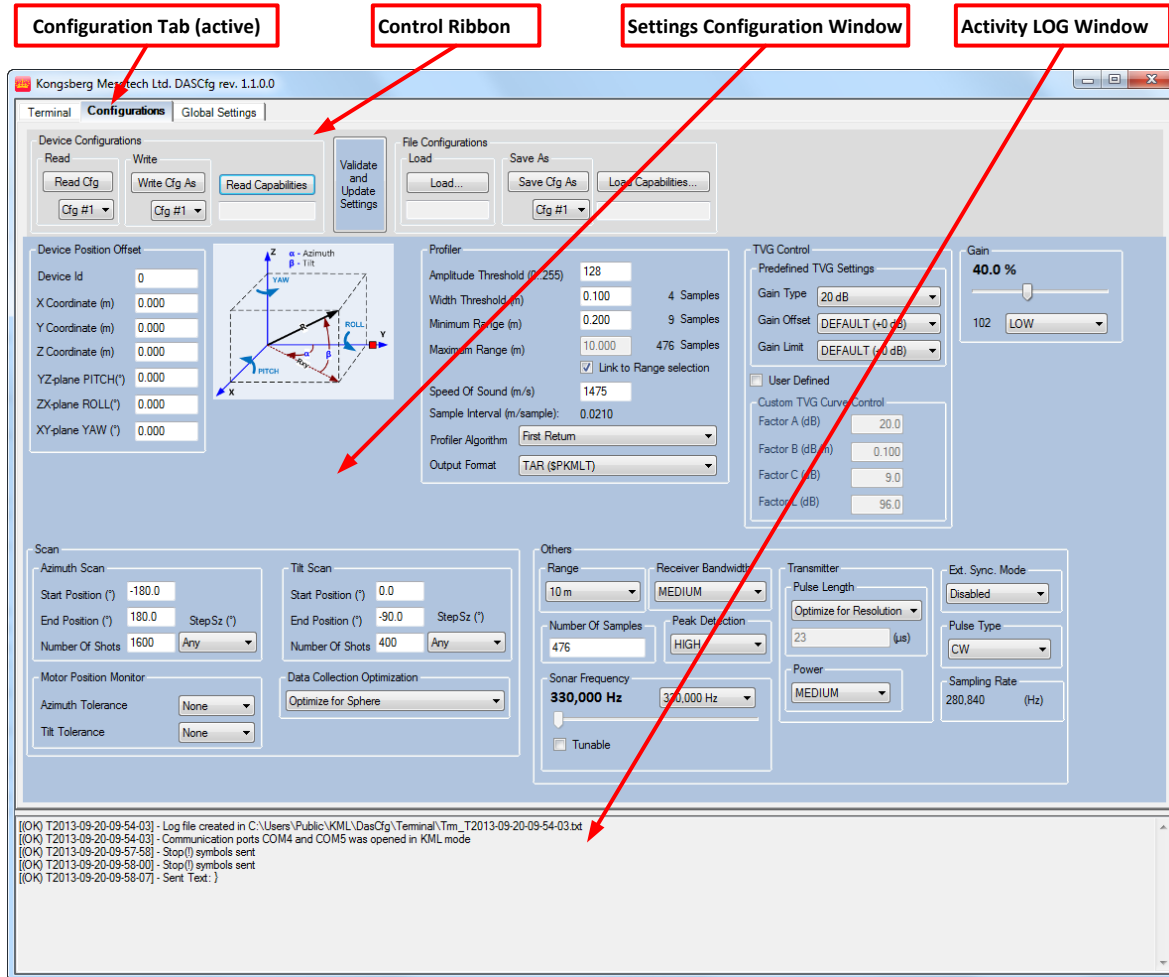 Configuration Tab (active)
Control Ribbon
Settings Configuration Window
Activity LOG Window
Kongsberg Mesotech Ltd. DASCfg rev. 1.1.0.0
Terminal Configurations Global Settings
Device Configurations
Read
Read Cfg
Cfg #1
Write
Write Cfg As
Cfg #1
Read Capabilities
Validate
and
Update
Settings
File Configurations
Load
Load...
Save As
Save Cfg As
Cfg #1
Load Capabilities...
Device Position Offset
Device Id 0
X Coordinate (m) 0.000
Y Coordinate (m) 0.000
Z Coordinate (m) 0.000
YZ-plane PITCH(°) 0.000
ZX-plane ROLL(°) 0.000
XY-plane YAW (°) 0.000
Z
α - Azimuth
β - Tilt
YAW
R
ROLL
Y
α
β
Rxy
PITCH
X
Profiler
Amplitude Threshold (0..255) 128
Width Threshold (m) 0.100 4 Samples
Minimum Range (m) 0.200 9 Samples
Maximum Range (m) 10.000 476 Samples
Link to Range selection
Speed Of Sound (m/s) 1475
Sample Interval (m/sample): 0.0210
Profiler Algorithm First Return
Output Format TAR ($PKMLT)
TVG Control
Predefined TVG Settings
Gain Type 20 dB
Gain Offset DEFAULT (+0 dB)
Gain Limit DEFAULT (+0 dB)
User Defined
Custom TVG Curve Control
Factor A (dB) 20.0
Factor B (dB/m) 0.100
Factor C (dB) 9.0
Factor L (dB) 96.0
Gain
40.0 %
102 LOW
Scan
Azimuth Scan
Start Position (°) -180.0
End Position (°) 180.0 StepSz (°)
Number Of Shots 1600 Any
Tilt Scan
Start Position (°) 0.0
End Position (°) -90.0 StepSz (°)
Number Of Shots 400 Any
Motor Position Monitor
Azimuth Tolerance None
Tilt Tolerance None
Data Collection Optimization
Optimize for Sphere
Others
Range
10 m
Receiver Bandwidth
MEDIUM
Number Of Samples
476
Peak Detection
HIGH
Sonar Frequency
330,000 Hz 330,000 Hz
Tunable
Transmitter
Pulse Length
Optimize for Resolution
23 (µs)
Power
MEDIUM
Ext. Sync. Mode
Disabled
Pulse Type
CW
Sampling Rate
280,840 (Hz)
[(OK) T2013-09-20-09-54-03] - Log file created in C:\Users\Public\KML\DasCfg\Terminal\Trm_T2013-09-20-09-54-03.txt
[(OK) T2013-09-20-09-54-03] - Communication ports COM4 and COM5 was opened in KML mode
[(OK) T2013-09-20-09-57-58] - Stop(!) symbols sent
[(OK) T2013-09-20-09-58-00] - Stop(!) symbols sent
[(OK) T2013-09-20-09-58-07] - Sent Text: }